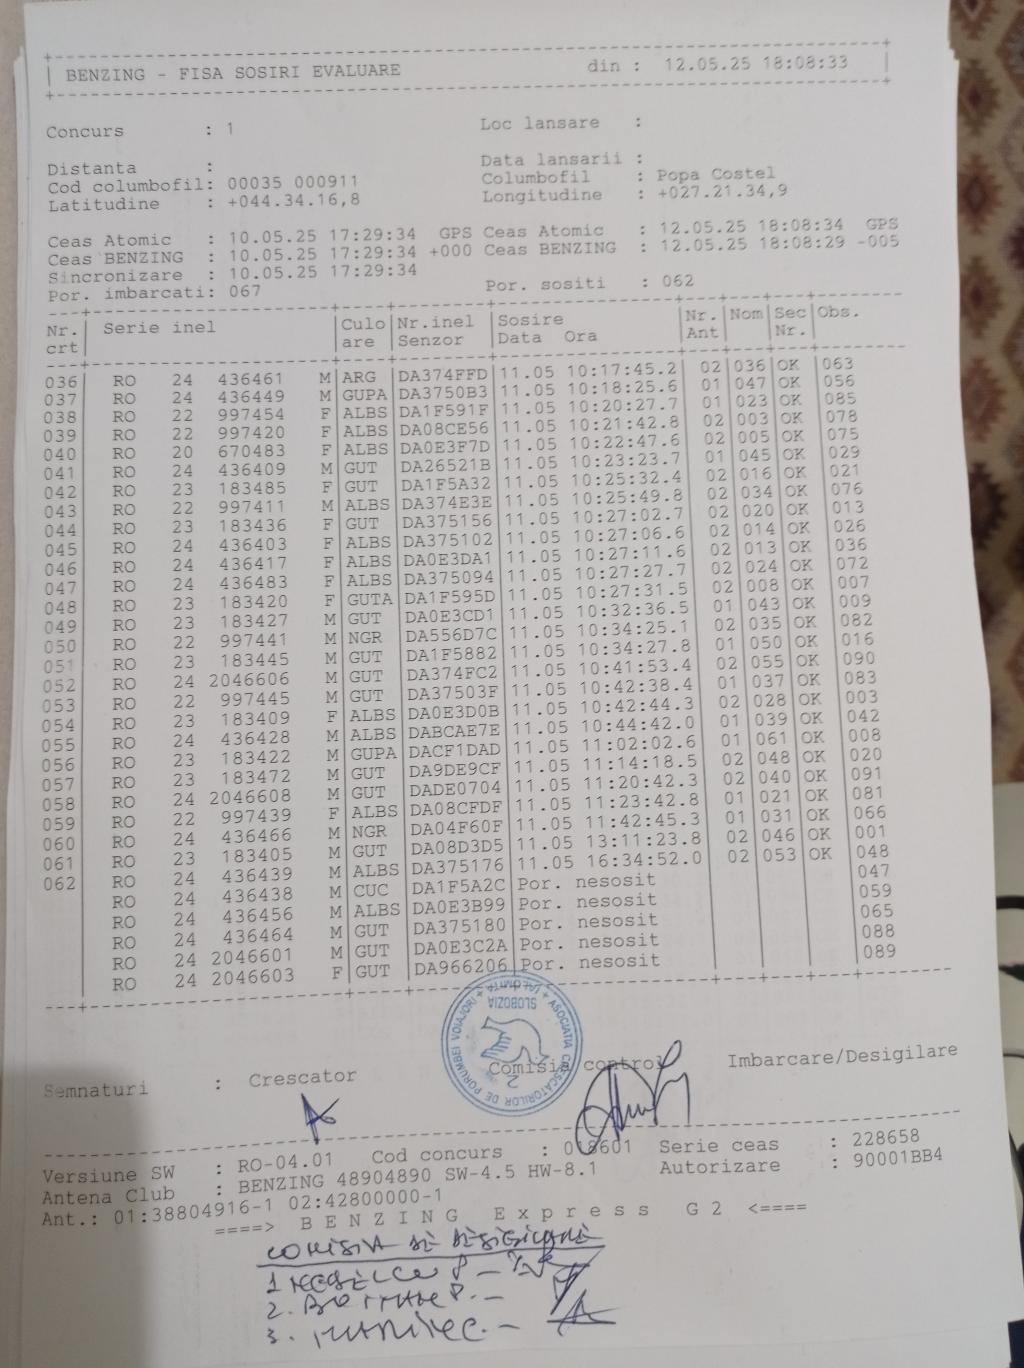 BENZING - FISA SOSIRI EVALUARE din : 12.05.25 18:08:33
Concurs : 1 Loc lansare :
Distanta : Data lansarii :
Cod columbofil: 00035 000911 Columbofil : Popa Costel
Latitudine : +044.34.16,8 Longitudine : +027.21.34,9
Ceas Atomic : 10.05.25 17:29:34 GPS Ceas Atomic : 12.05.25 18:08:34 GPS
Ceas BENZING : 10.05.25 17:29:34 +000 Ceas BENZING : 12.05.25 18:08:29 -005
Sincronizare : 10.05.25 17:29:34
Por. imbarcati: 067 Por. sositi : 062
Nr. | Serie inel | Culo | Nr.inel | Sosire | Nr. | Nom | Sec | Obs.
crt | | are | Senzor | Data Ora | Ant | | Nr. |
036 | RO 24 436461 M | ARG | DA374FFD | 11.05 10:17:45.2 | 02 | 036 | OK | 063
037 | RO 24 436449 M | GUPA | DA3750B3 | 11.05 10:18:25.6 | 01 | 047 | OK | 056
038 | RO 22 997454 F | ALBS | DA1F591F | 11.05 10:20:27.7 | 01 | 023 | OK | 085
039 | RO 22 997420 F | ALBS | DA08CE56 | 11.05 10:21:42.8 | 02 | 003 | OK | 078
040 | RO 20 670483 F | ALBS | DA0E3F7D | 11.05 10:22:47.6 | 02 | 005 | OK | 075
041 | RO 24 436409 M | GUT | DA26521B | 11.05 10:23:23.7 | 01 | 045 | OK | 029
042 | RO 23 183485 F | GUT | DA1F5A32 | 11.05 10:25:32.4 | 02 | 016 | OK | 021
043 | RO 22 997411 M | ALBS | DA374E3E | 11.05 10:25:49.8 | 02 | 034 | OK | 076
044 | RO 23 183436 F | GUT | DA375156 | 11.05 10:27:02.7 | 02 | 020 | OK | 013
045 | RO 24 436403 F | ALBS | DA375102 | 11.05 10:27:06.6 | 02 | 014 | OK | 026
046 | RO 24 436417 F | ALBS | DA0E3DA1 | 11.05 10:27:11.6 | 02 | 013 | OK | 036
047 | RO 24 436483 F | ALBS | DA375094 | 11.05 10:27:27.7 | 02 | 024 | OK | 072
048 | RO 23 183420 F | GUTA | DA1F595D | 11.05 10:27:31.5 | 02 | 008 | OK | 007
049 | RO 23 183427 M | GUT | DA0E3CD1 | 11.05 10:32:36.5 | 01 | 043 | OK | 009
050 | RO 22 997441 M | NGR | DA556D7C | 11.05 10:34:25.1 | 02 | 035 | OK | 082
051 | RO 23 183445 M | GUT | DA1F5882 | 11.05 10:34:27.8 | 01 | 050 | OK | 016
052 | RO 24 2046606 M | GUT | DA374FC2 | 11.05 10:41:53.4 | 02 | 055 | OK | 090
053 | RO 22 997445 M | GUT | DA37503F | 11.05 10:42:38.4 | 01 | 037 | OK | 083
054 | RO 23 183409 F | ALBS | DA0E3D0B | 11.05 10:42:44.3 | 02 | 028 | OK | 003
055 | RO 24 436428 M | ALBS | DABCAE7E | 11.05 10:44:42.0 | 01 | 039 | OK | 042
056 | RO 23 183422 M | GUPA | DACF1DAD | 11.05 11:02:02.6 | 01 | 061 | OK | 008
057 | RO 23 183472 M | GUT | DA9DE9CF | 11.05 11:14:18.5 | 02 | 048 | OK | 020
058 | RO 24 2046608 M | GUT | DADE0704 | 11.05 11:20:42.3 | 02 | 040 | OK | 091
059 | RO 22 997439 F | ALBS | DA08CFDF | 11.05 11:23:42.8 | 01 | 021 | OK | 081
060 | RO 24 436466 M | NGR | DA04F60F | 11.05 11:42:45.3 | 01 | 031 | OK | 066
061 | RO 23 183405 M | GUT | DA08D3D5 | 11.05 13:11:23.8 | 02 | 046 | OK | 001
062 | RO 24 436439 M | ALBS | DA375176 | 11.05 16:34:52.0 | 02 | 053 | OK | 048
RO 24 436438 M | CUC | DA1F5A2C | Por. nesosit | 047
RO 24 436456 M | ALBS | DA0E3B99 | Por. nesosit | 059
RO 24 436464 M | GUT | DA375180 | Por. nesosit | 065
RO 24 2046601 M | GUT | DA0E3C2A | Por. nesosit | 088
RO 24 2046603 F | GUT | DA966206 | Por. nesosit | 089
ASOCIATIA CRESCATORILOR DE PORUMBEI VOIAJORI + IALOMITA +
SLOBOZIA
2
Semnaturi : Crescator Comisia control Imbarcare/Desigilare
Versiune SW : RO-04.01 Cod concurs : 018601 Serie ceas : 228658
Antena Club : BENZING 48904890 SW-4.5 HW-8.1 Autorizare : 90001BB4
Ant.: 01:38804916-1 02:42800000-1
====> B E N Z I N G E x p r e s s G 2 <====
COMISIA DE DESIGILARE
1
2.
3.